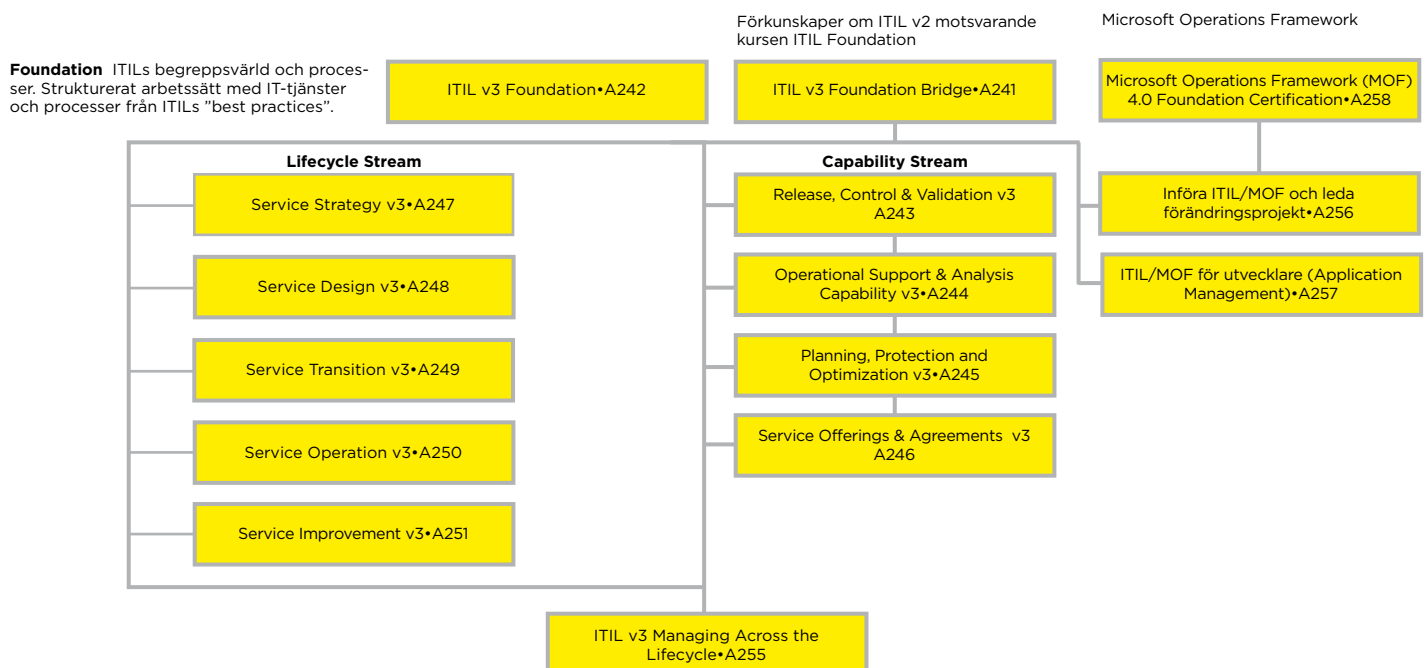 Förkunskaper om ITIL v2 motsvarande
kursen ITIL Foundation
Microsoft Operations Framework
Foundation ITILs begreppsvärld och proces-
ser. Strukturerat arbetssätt med IT-tjänster
och processer från ITILs ”best practices”.
ITIL v3 Foundation•A242
ITIL v3 Foundation Bridge•A241
Microsoft Operations Framework (MOF)
4.0 Foundation Certification•A258
Lifecycle Stream
Service Strategy v3•A247
Service Design v3•A248
Service Transition v3•A249
Service Operation v3•A250
Service Improvement v3•A251
Capability Stream
Release, Control & Validation v3
A243
Operational Support & Analysis
Capability v3•A244
Planning, Protection and
Optimization v3•A245
Service Offerings & Agreements v3
A246
Införa ITIL/MOF och leda
förändringsprojekt•A256
ITIL/MOF för utvecklare (Application
Management)•A257
ITIL v3 Managing Across the
Lifecycle•A255